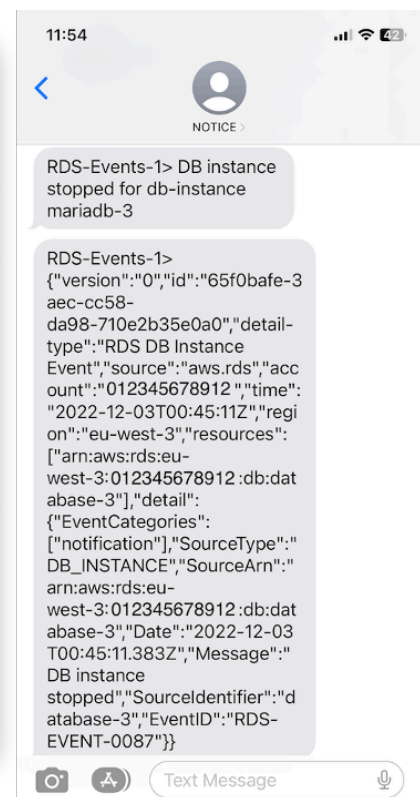 11:54
42
NOTICE >
RDS-Events-1> DB instance
stopped for db-instance
mariadb-3
RDS-Events-1>
{"version":"0","id":"65f0bafe-3
aec-cc58-
da98-710e2b35e0a0","detail-
type":"RDS DB Instance
Event","source":"aws.rds","acc
ount":"012345678912 ","time":
"2022-12-03T00:45:11Z","regi
on":"eu-west-3","resources":
["arn:aws:rds:eu-
west-3:012345678912:db:dat
abase-3"],"detail":
{"EventCategories":
["notification"],"SourceType":"
DB_INSTANCE","SourceArn":"
arn:aws:rds:eu-
west-3:012345678912:db:dat
abase-3","Date":"2022-12-03
T00:45:11.383Z","Message":"
DB instance
stopped","SourceIdentifier":"d
atabase-3","EventID":"RDS-
EVENT-0087"}}
Text Message